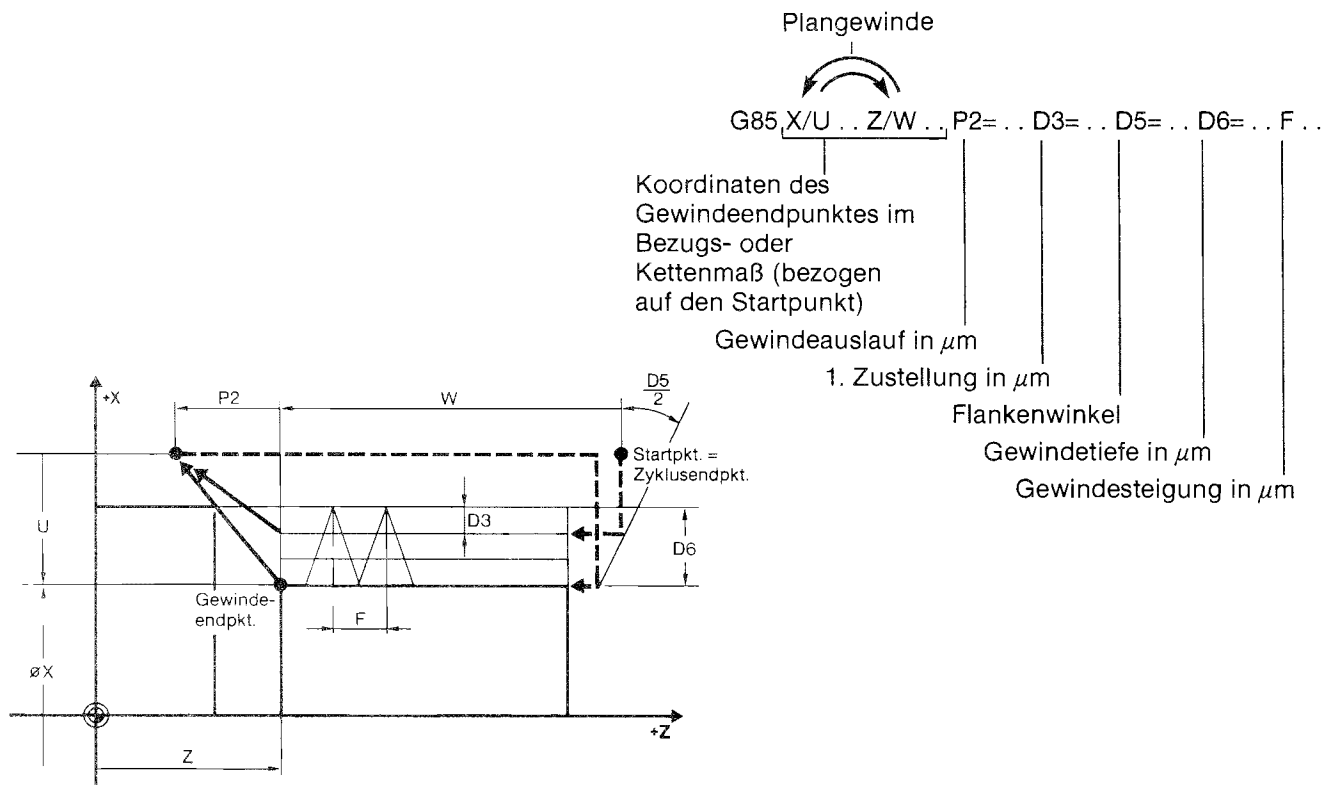 Plangewinde
G85 X/U . . Z/W . . P2= . . D3= . . D5= . . D6= . . F . .
Koordinaten des
Gewindeendpunktes im
Bezugs- oder
Kettenmaß (bezogen
auf den Startpunkt)
Gewindeauslauf in μm
1. Zustellung in μm
Flankenwinkel
Gewindetiefe in μm
Gewindesteigung in μm
+X
P2
W
D5
2
Startpkt. =
Zyklusendpkt.
U
D3
D6
Gewinde-
endpkt.
F
øX
+Z
Z